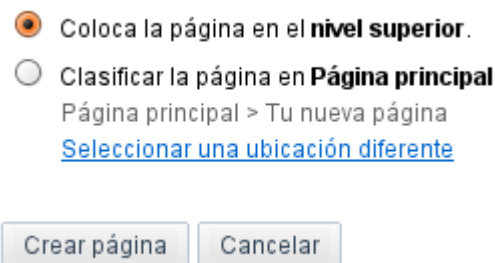 Coloca la página en el nivel superior.
Clasificar la página en Página principal
Página principal > Tu nueva página
Seleccionar una ubicación diferente
Crear página
Cancelar